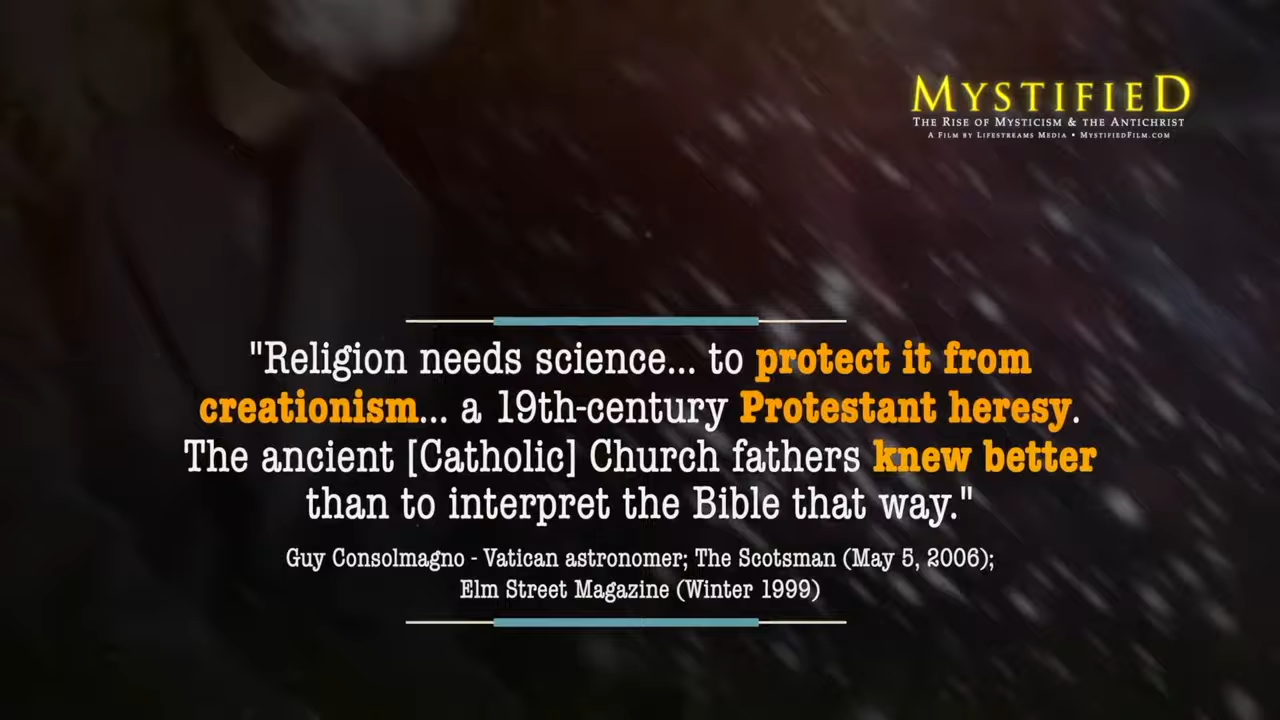 MYSTIFIED
THE RISE OF MYSTICISM & THE ANTICHRIST
A FILM BY LIFESTREAMS MEDIA • MYSTIFIEDFILM.COM
"Religion needs science... to protect it from
creationism... a 19th-century Protestant heresy.
The ancient [Catholic] Church fathers knew better
than to interpret the Bible that way."
Guy Consolmagno - Vatican astronomer; The Scotsman (May 5, 2006);
Elm Street Magazine (Winter 1999)